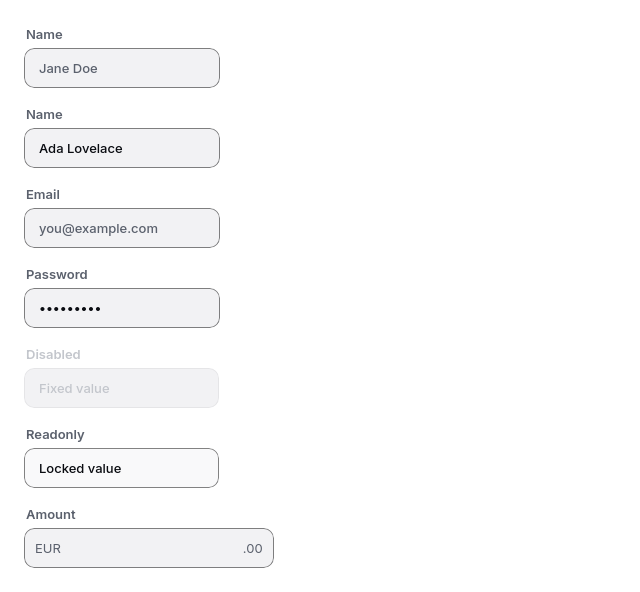 Name
Jane Doe
Name
Ada Lovelace
Email
you@example.com
Password
•••••••••
Disabled
Fixed value
Readonly
Locked value
Amount
EUR .00